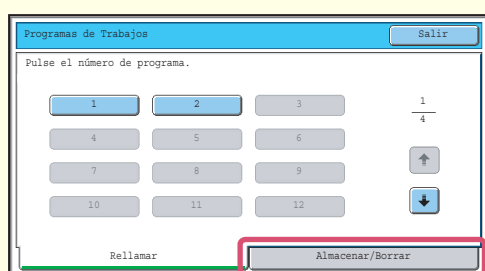 Programas de Trabajos Salir
Pulse el número de programa.
1 2 3 1
4 5 6 4
7 8 9
10 11 12
Rellamar Almacenar/Borrar